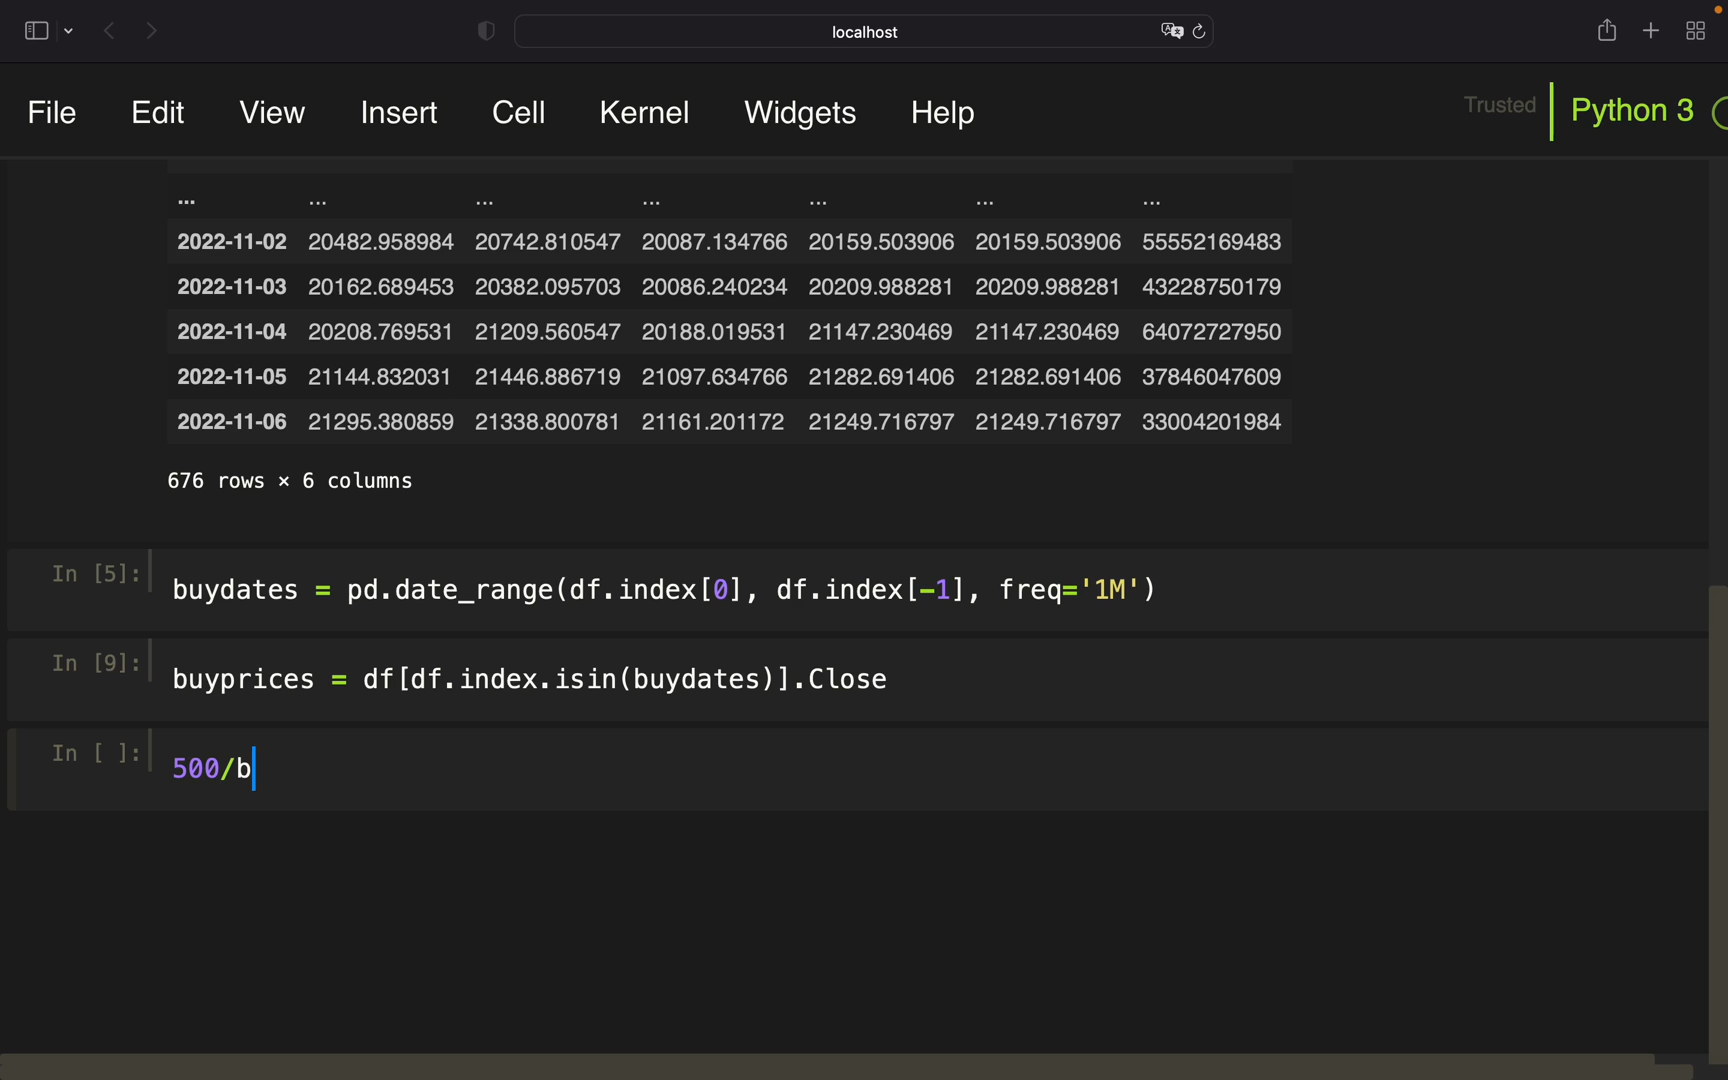 localhost
File Edit View Insert Cell Kernel Widgets Help Trusted Python 3
... ... ... ... ... ... ...
2022-11-02 20482.958984 20742.810547 20087.134766 20159.503906 20159.503906 55552169483
2022-11-03 20162.689453 20382.095703 20086.240234 20209.988281 20209.988281 43228750179
2022-11-04 20208.769531 21209.560547 20188.019531 21147.230469 21147.230469 64072727950
2022-11-05 21144.832031 21446.886719 21097.634766 21282.691406 21282.691406 37846047609
2022-11-06 21295.380859 21338.800781 21161.201172 21249.716797 21249.716797 33004201984
676 rows × 6 columns
In [5]: buydates = pd.date_range(df.index[0], df.index[-1], freq='1M')
In [9]: buyprices = df[df.index.isin(buydates)].Close
In [ ]: 500/b